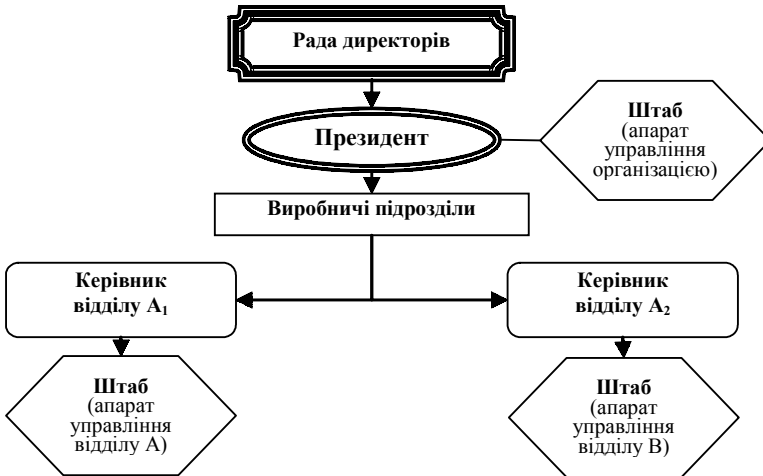 Рада директорів
Президент
Штаб
(апарат
управління
організацією)
Виробничі підрозділи
Керівник
відділу А₁
Керівник
відділу А₂
Штаб
(апарат
управління
відділу А)
Штаб
(апарат
управління
відділу В)